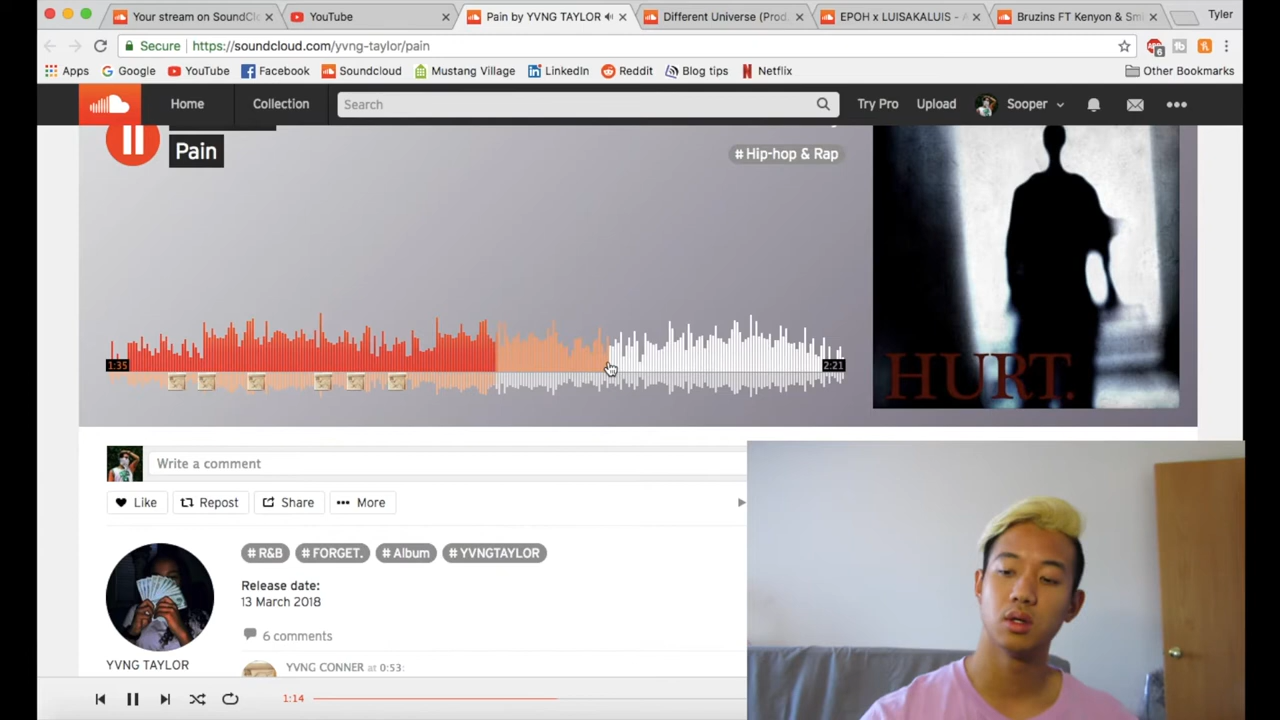 Your stream on SoundCl
YouTube
Pain by YVNG TAYLOR
Different Universe (Prod.
EPOH x LUISAKALUIS - A
Bruzins FT Kenyon & Smi
Tyler
Secure
https://soundcloud.com/yvng-taylor/pain
6
Apps
Google
YouTube
Facebook
Soundcloud
Mustang Village
LinkedIn
Reddit
Blog tips
Netflix
Other Bookmarks
Home
Collection
Search
Try Pro
Upload
Sooper
Pain
# Hip-hop & Rap
1:35
2:21
HURT.
Write a comment
Like
Repost
Share
More
# R&B
# FORGET.
# Album
# YVNGTAYLOR
Release date:
13 March 2018
6 comments
YVNG TAYLOR
YVNG CONNER at 0:53:
1:14